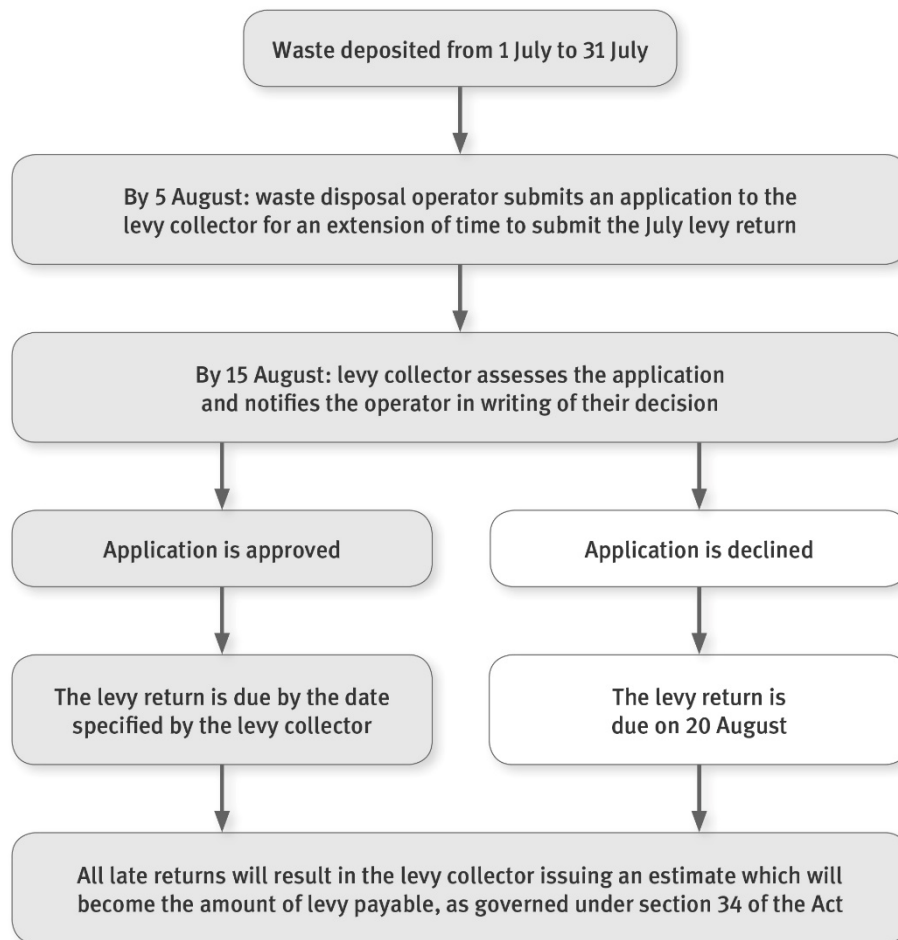 Waste deposited from 1 July to 31 July
By 5 August: waste disposal operator submits an application to the
levy collector for an extension of time to submit the July levy return
By 15 August: levy collector assesses the application
and notifies the operator in writing of their decision
Application is approved
Application is declined
The levy return is due by the date
specified by the levy collector
The levy return is
due on 20 August
All late returns will result in the levy collector issuing an estimate which will
become the amount of levy payable, as governed under section 34 of the Act